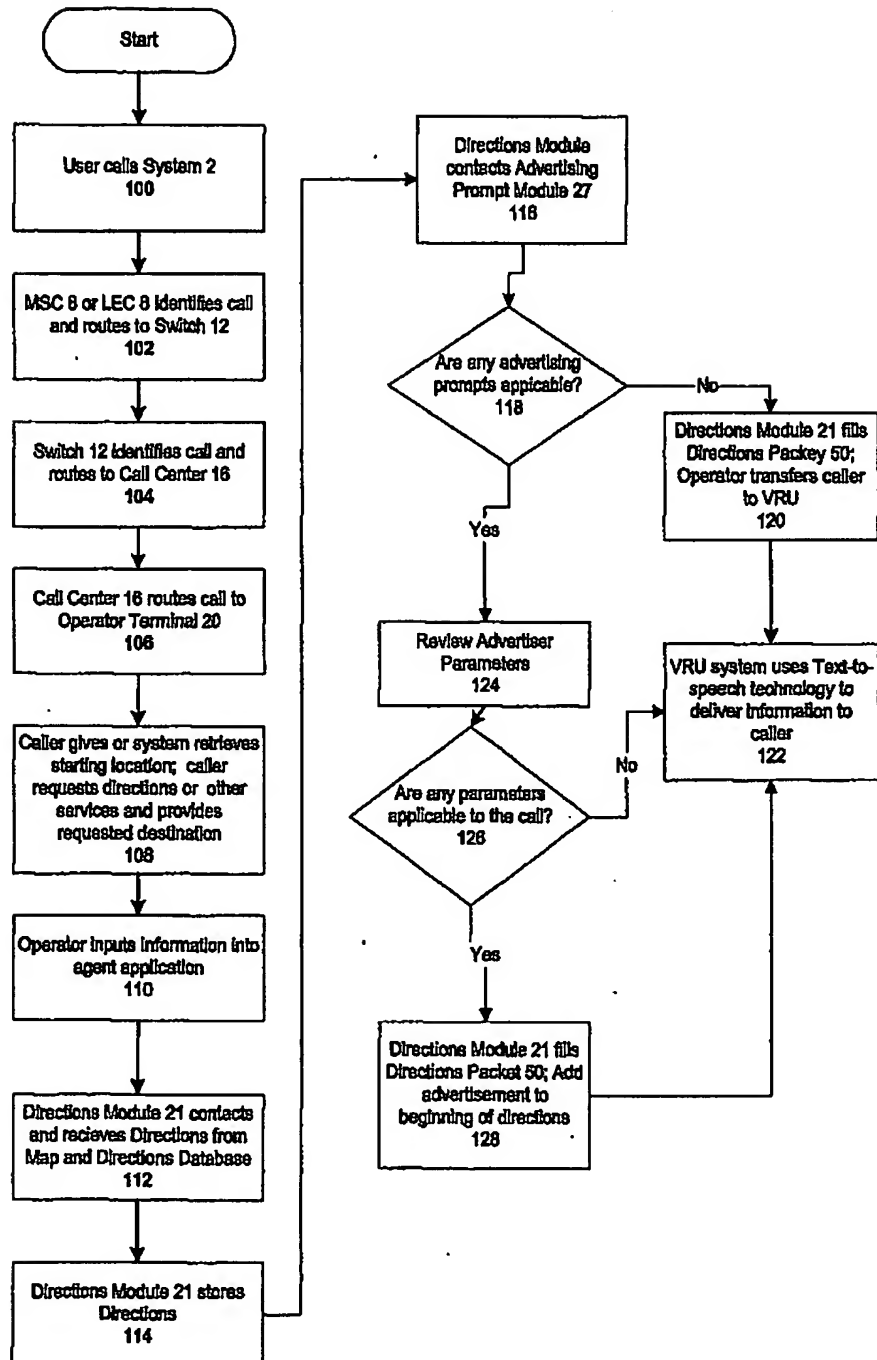 Start
User calls System 2
100
MSC 8 or LEC 8 identifies call
and routes to Switch 12
102
Switch 12 identifies call and
routes to Call Center 16
104
Call Center 16 routes call to
Operator Terminal 20
106
Caller gives or system retrieves
starting location; caller
requests directions or other
services and provides
requested destination
108
Operator inputs information into
agent application
110
Directions Module 21 contacts
and recieves Directions from
Map and Directions Database
112
Directions Module 21 stores
Directions
114
Directions Module
contacts Advertising
Prompt Module 27
116
Are any advertising
prompts appicable?
118
No
Yes
Directions Module 21 fills
Directions Packey 50;
Operator transfers caller
to VRU
120
Review Advertiser
Parameters
124
VRU system uses Text-to-
speech technology to
deliver information to
caller
122
Are any parameters
applicable to the call?
126
No
Yes
Directions Module 21 fills
Directions Packet 50; Add
advertisement to
beginning of directions
128